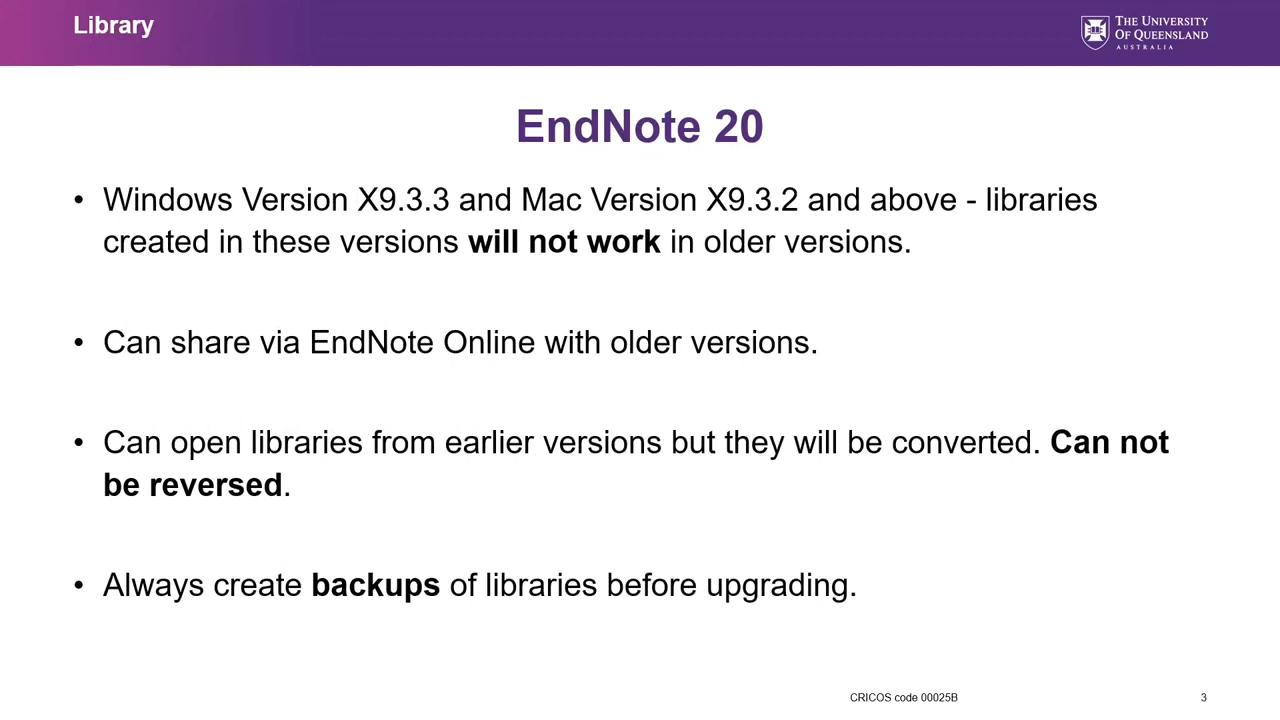 Library
THE UNIVERSITY
OF QUEENSLAND
AUSTRALIA
EndNote 20
• Windows Version X9.3.3 and Mac Version X9.3.2 and above - libraries
created in these versions will not work in older versions.
• Can share via EndNote Online with older versions.
• Can open libraries from earlier versions but they will be converted. Can not
be reversed.
• Always create backups of libraries before upgrading.
CRICOS code 00025B
3